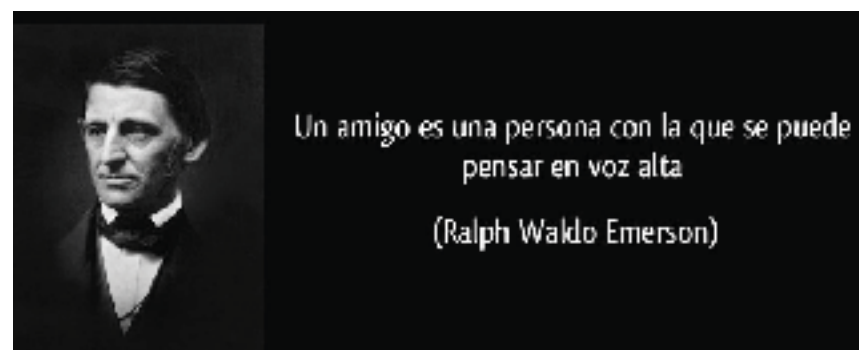 Un amigo es una persona con la que se puede
pensar en voz alta
(Ralph Waldo Emerson)